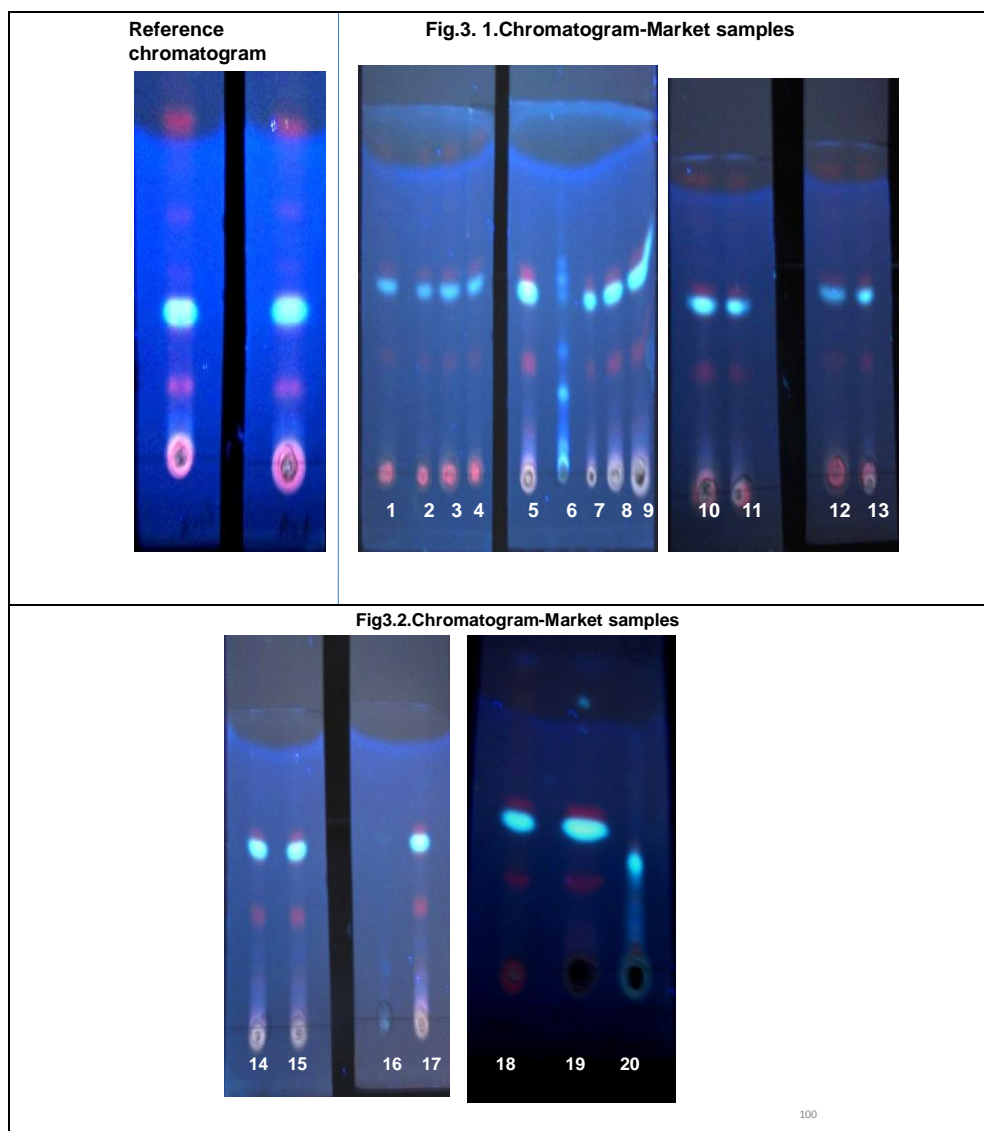 Reference
chromatogram
Fig.3. 1.Chromatogram-Market samples
1 2 3 4 5 6 7 8 9 10 11 12 13
Fig3.2.Chromatogram-Market samples
14 15 16 17 18 19 20
100